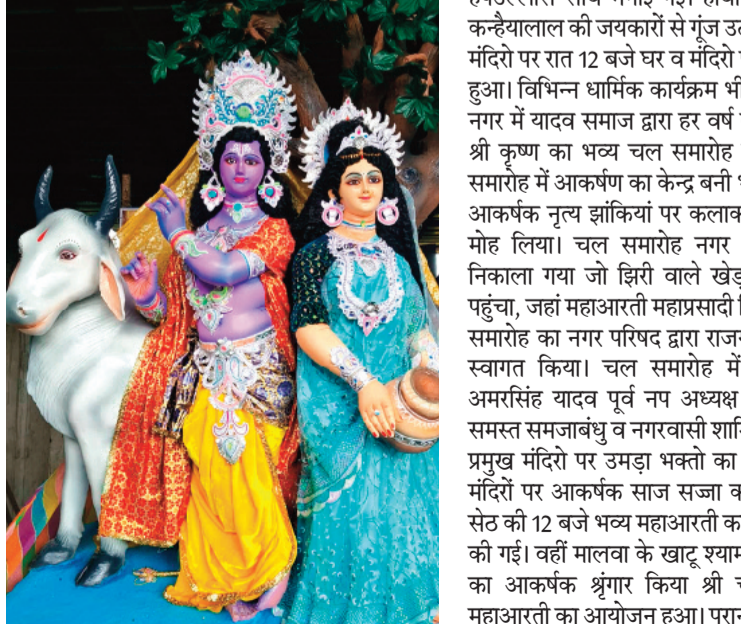 कन्हैयालाल की जयकारों से गूंज
मंदिरो पर रात 12 बजे घर व मंदिरो
हुआ। विभिन्न धार्मिक कार्यक्रम भी
नगर में यादव समाज द्वारा हर वर्ष
श्री कृष्ण का भव्य चल समारोह
समारोह में आकर्षण का केन्द्र बनी
आकर्षक नृत्य झांकियां पर
मोह लिया। चल समारोह नगर
निकाला गया जो झिरी वाले
पहुंचा, जहां महाआरती महाप्रसादी
समारोह का नगर परिषद द्वारा
स्वागत किया। चल समारोह में
अमरसिंह यादव पूर्व नप अध्यक्ष
समस्त समजाबंधु व नगरवासी
प्रमुख मंदिरो पर उमड़ा भक्तो का
मंदिरों पर आकर्षक साज सज्जा
सेठ की 12 बजे भव्य महाआरती
की गई। वहीं मालवा के खाटू
का आकर्षक श्रृंगार किया श्री
महाआरती का आयोजन हुआ।